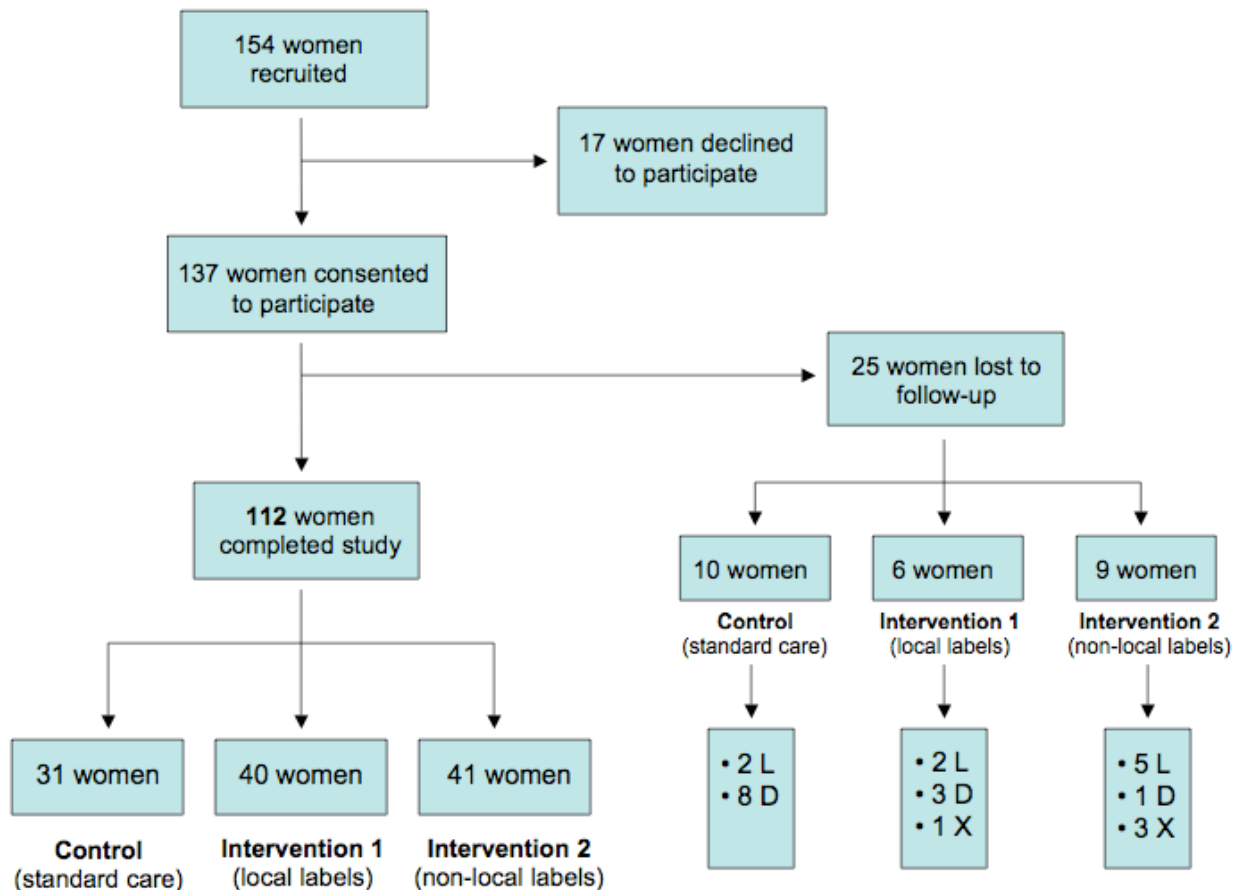 154 women
recruited
17 women declined
to participate
137 women consented
to participate
25 women lost to
follow-up
112 women
completed study
10 women
6 women
9 women
Control
(standard care)
Intervention 1
(local labels)
Intervention 2
(non-local labels)
• 2 L
• 8 D
• 2 L
• 3 D
• 1 X
• 5 L
• 1 D
• 3 X
31 women
40 women
41 women
Control
(standard care)
Intervention 1
(local labels)
Intervention 2
(non-local labels)